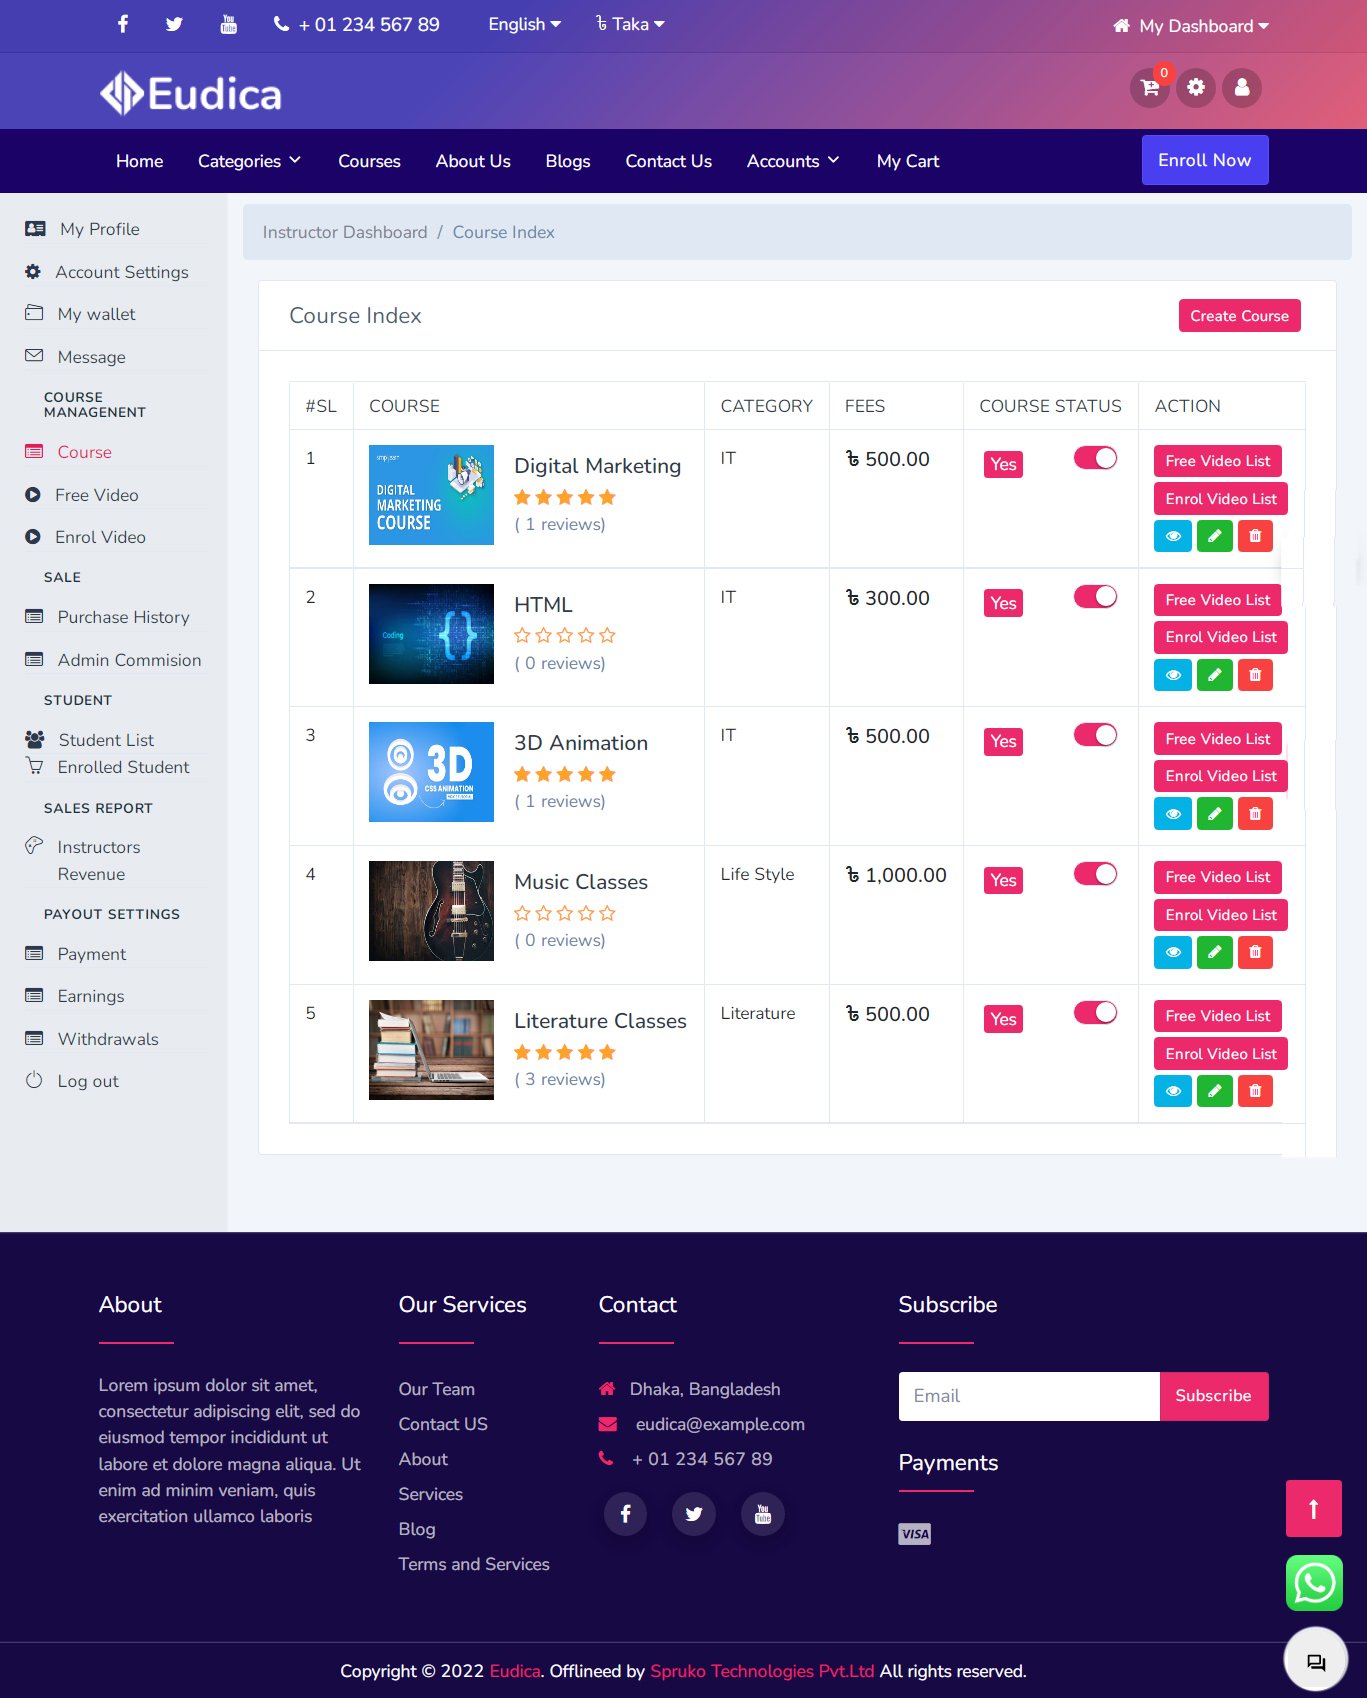 + 01 234 567 89 English ৳ Taka My Dashboard
Eudica
0
Home Categories Courses About Us Blogs Contact Us Accounts My Cart Enroll Now
My Profile
Account Settings
My wallet
Message
COURSE
MANAGENENT
Course
Free Video
Enrol Video
SALE
Purchase History
Admin Commision
STUDENT
Student List
Enrolled Student
SALES REPORT
Instructors
Revenue
PAYOUT SETTINGS
Payment
Earnings
Withdrawals
Log out
Instructor Dashboard / Course Index
Course Index Create Course
#SL COURSE CATEGORY FEES COURSE STATUS ACTION
1 Digital Marketing IT ৳ 500.00 Yes Free Video List
DIGITAL
MARKETING
COURSE
( 1 reviews)
Enrol Video List
2 HTML IT ৳ 300.00 Yes Free Video List
Coding
( 0 reviews)
Enrol Video List
3 3D Animation IT ৳ 500.00 Yes Free Video List
3D
CSS ANIMATION
( 1 reviews)
Enrol Video List
4 Music Classes Life Style ৳ 1,000.00 Yes Free Video List
( 0 reviews)
Enrol Video List
5 Literature Classes Literature ৳ 500.00 Yes Free Video List
( 3 reviews)
Enrol Video List
About
Lorem ipsum dolor sit amet,
consectetur adipiscing elit, sed do
eiusmod tempor incididunt ut
labore et dolore magna aliqua. Ut
enim ad minim veniam, quis
exercitation ullamco laboris
Our Services
Our Team
Contact US
About
Services
Blog
Terms and Services
Contact
Dhaka, Bangladesh
eudica@example.com
+ 01 234 567 89
You
Tube
Subscribe
Email Subscribe
Payments
VISA
Copyright © 2022 Eudica. Offlineed by Spruko Technologies Pvt.Ltd All rights reserved.